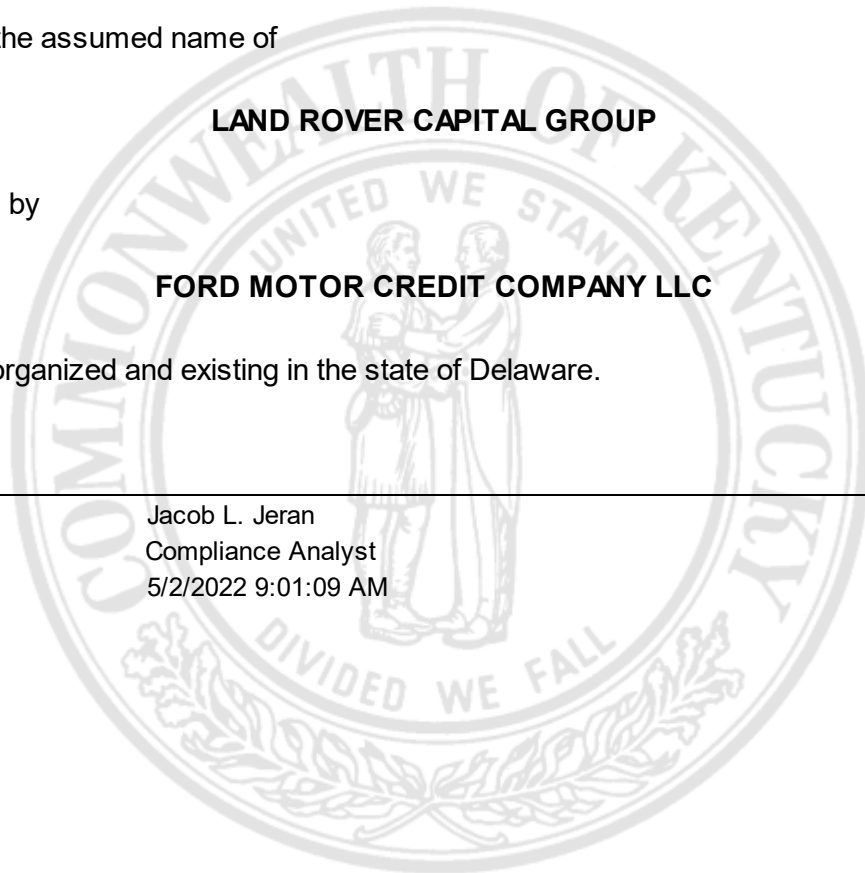 the assumed name of
LAND ROVER CAPITAL GROUP
by
FORD MOTOR CREDIT COMPANY LLC
organized and existing in the state of Delaware.
Jacob L. Jeran
Compliance Analyst
5/2/2022 9:01:09 AM
COMMONWEALTH OF KENTUCKY
UNITED WE STAND
DIVIDED WE FALL